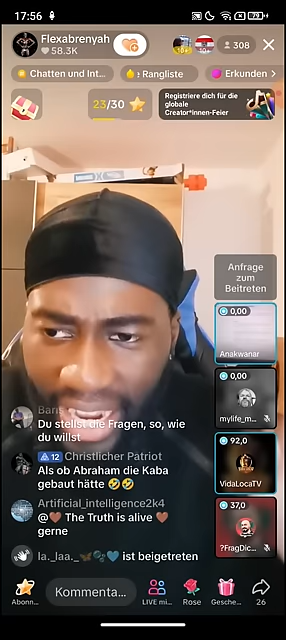 17:56
79
Flexabrenyah
58.3K
308
Chatten und Int...
Rangliste
Erkunden >
23/30
Registriere dich für die
globale
Creator*innen-Feier
Anfrage
zum
Beitreten
0,00
Anakwanar
0,00
mylife_m...
92,0
VidaLocaTV
37,0
?FragDic...
Baris
Du stellst die Fragen, so, wie
du willst
12 Christlicher Patriot
Als ob Abraham die Kaba
gebaut hätte 🤣🤣
Artificial_intelligence2k4
@🤎 The Truth is alive 🤎
gerne
la._laa._🦋🐾🩵 ist beigetreten
Abonn...
Kommenta...
LIVE mi...
Rose
Gesche...
26